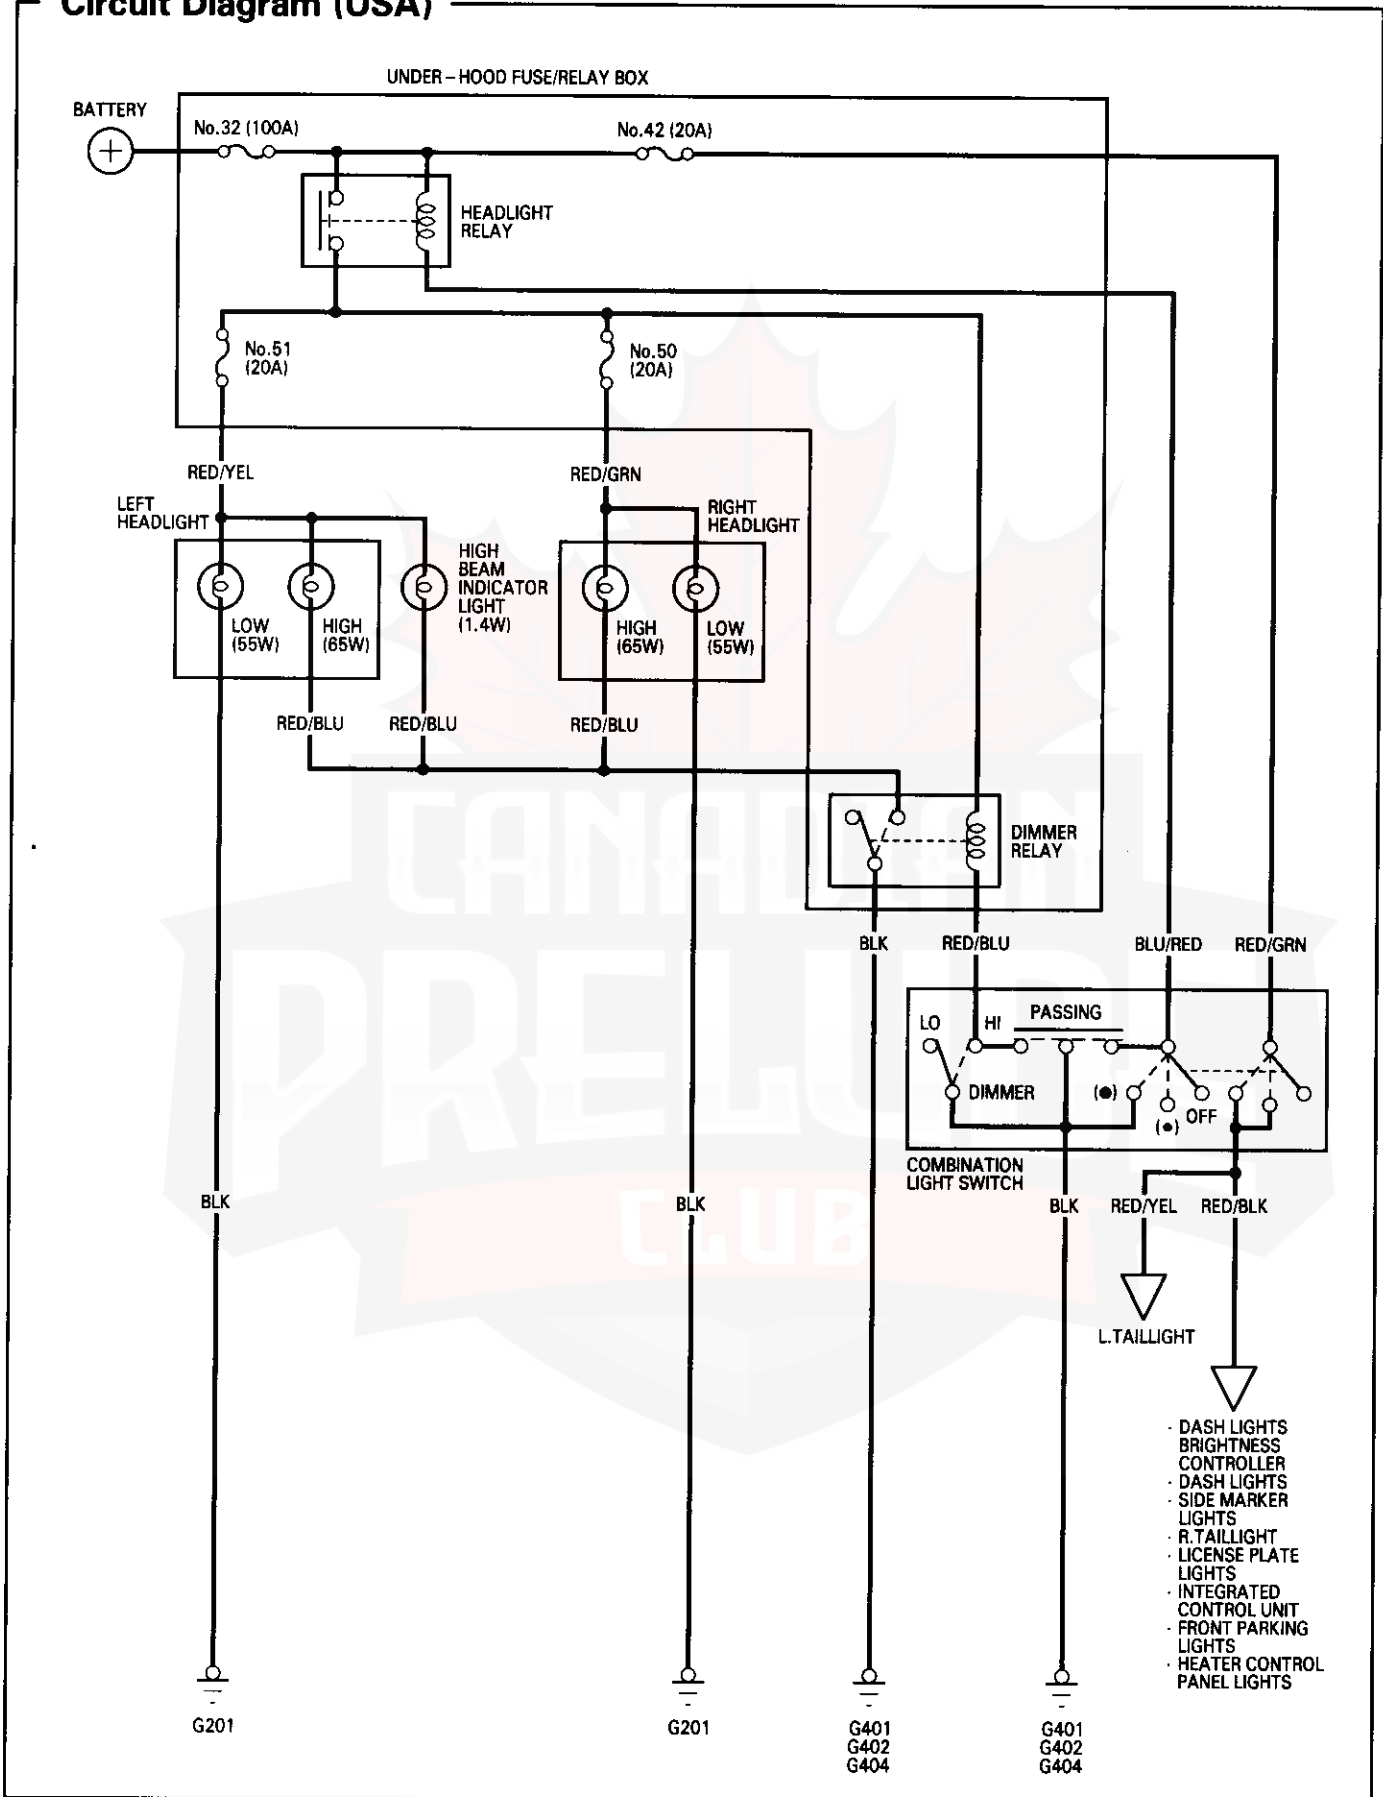 Circuit Diagram (USA)
UNDER-HOOD FUSE/RELAY BOX
BATTERY
No.32 (100A)
No.42 (20A)
HEADLIGHT
RELAY
No.51
(20A)
No.50
(20A)
RED/YEL
RED/GRN
LEFT
HEADLIGHT
RIGHT
HEADLIGHT
HIGH
BEAM
INDICATOR
LIGHT
(1.4W)
LOW
(55W)
HIGH
(65W)
HIGH
(65W)
LOW
(55W)
RED/BLU
RED/BLU
RED/BLU
CANADIAN
PRELUDE
CLUB
DIMMER
RELAY
BLK
RED/BLU
BLU/RED
RED/GRN
LO
HI
PASSING
DIMMER
OFF
COMBINATION
LIGHT SWITCH
BLK
BLK
BLK
RED/YEL
RED/BLK
L.TAILLIGHT
· DASH LIGHTS
BRIGHTNESS
CONTROLLER
· DASH LIGHTS
· SIDE MARKER
LIGHTS
· R.TAILLIGHT
· LICENSE PLATE
LIGHTS
· INTEGRATED
CONTROL UNIT
· FRONT PARKING
LIGHTS
· HEATER CONTROL
PANEL LIGHTS
G201
G201
G401
G402
G404
G401
G402
G404